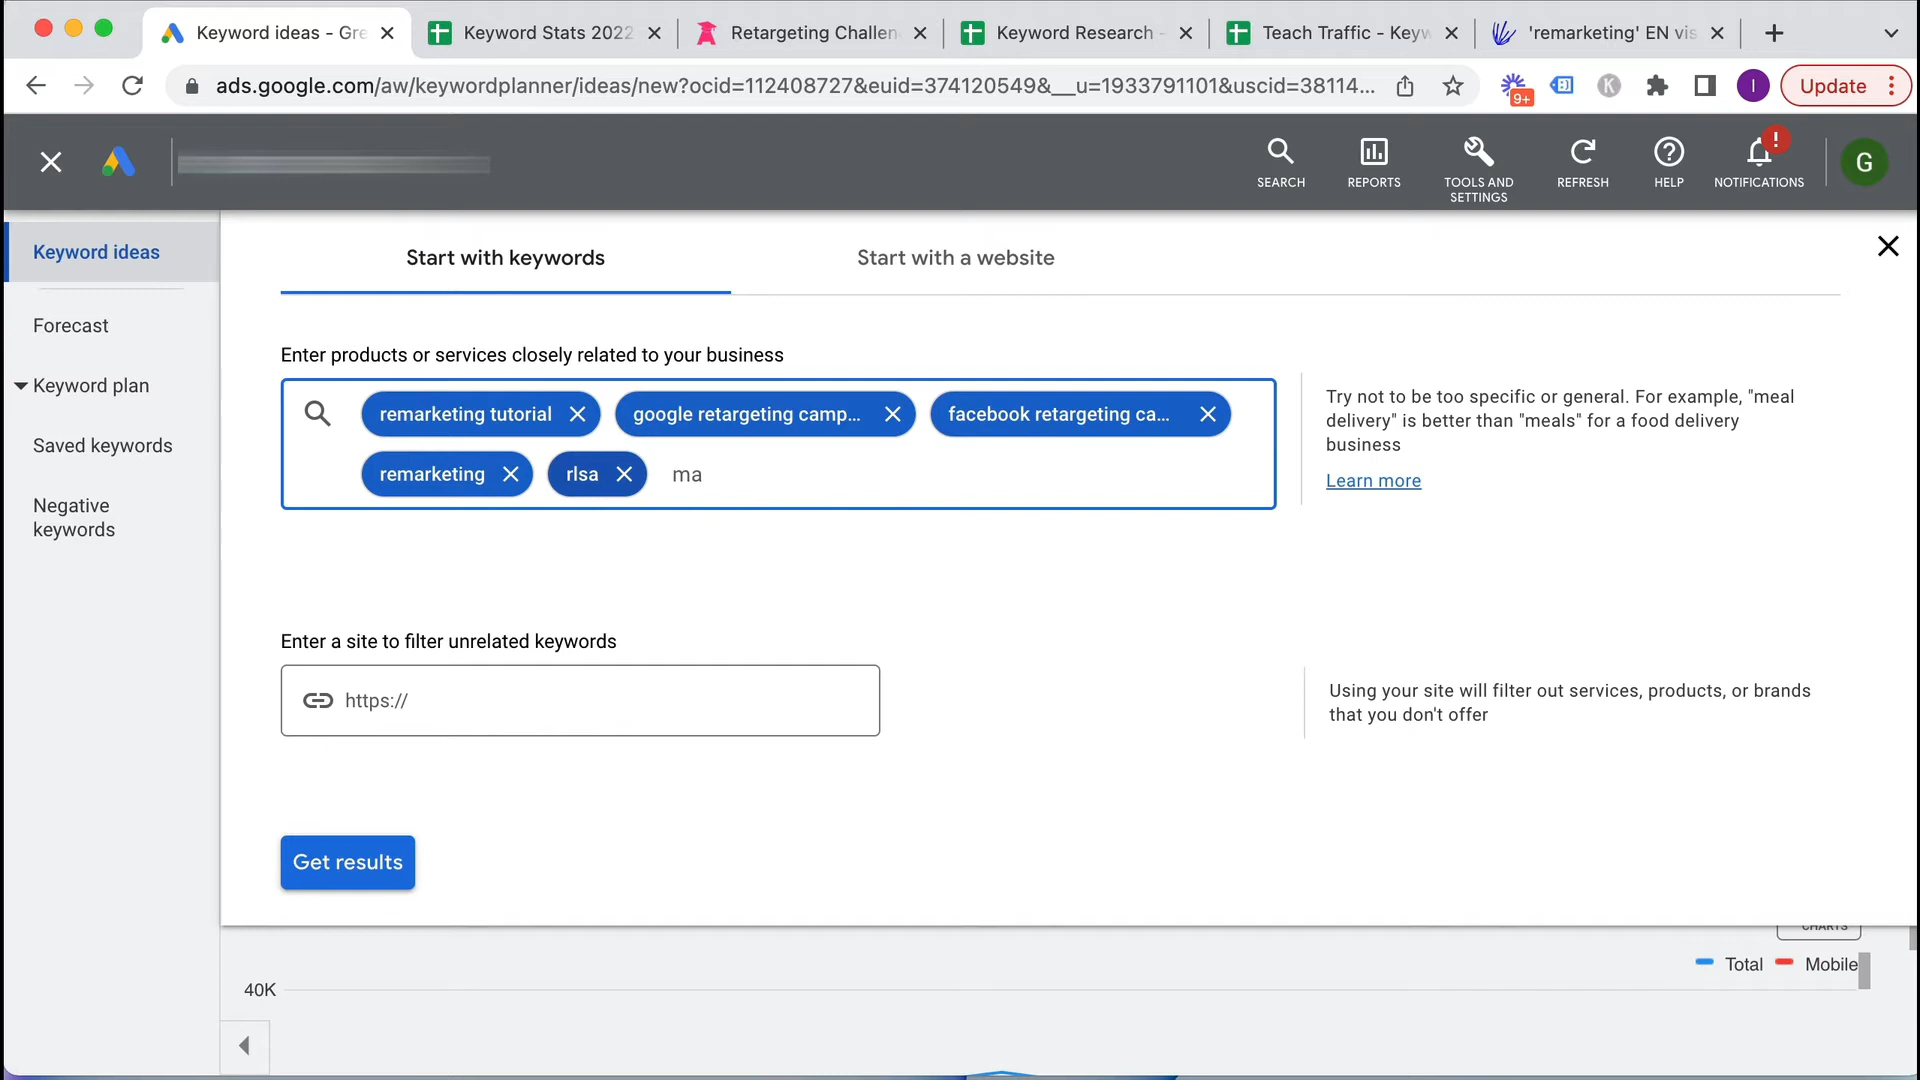 Keyword ideas - Gre
Keyword Stats 2022
Retargeting Challen
Keyword Research -
Teach Traffic - Keyw
'remarketing' EN vis
ads.google.com/aw/keywordplanner/ideas/new?ocid=112408727&euid=374120549&__u=1933791101&uscid=38114...
9+
K
I
Update
SEARCH
REPORTS
TOOLS AND
SETTINGS
REFRESH
HELP
!
NOTIFICATIONS
G
Keyword ideas
Forecast
Keyword plan
Saved keywords
Negative
keywords
Start with keywords
Start with a website
Enter products or services closely related to your business
remarketing tutorial
google retargeting camp...
facebook retargeting ca...
remarketing
rlsa
ma
Try not to be too specific or general. For example, "meal
delivery" is better than "meals" for a food delivery
business
Learn more
Enter a site to filter unrelated keywords
https://
Using your site will filter out services, products, or brands
that you don't offer
Get results
CHARTS
Total
Mobile
40K